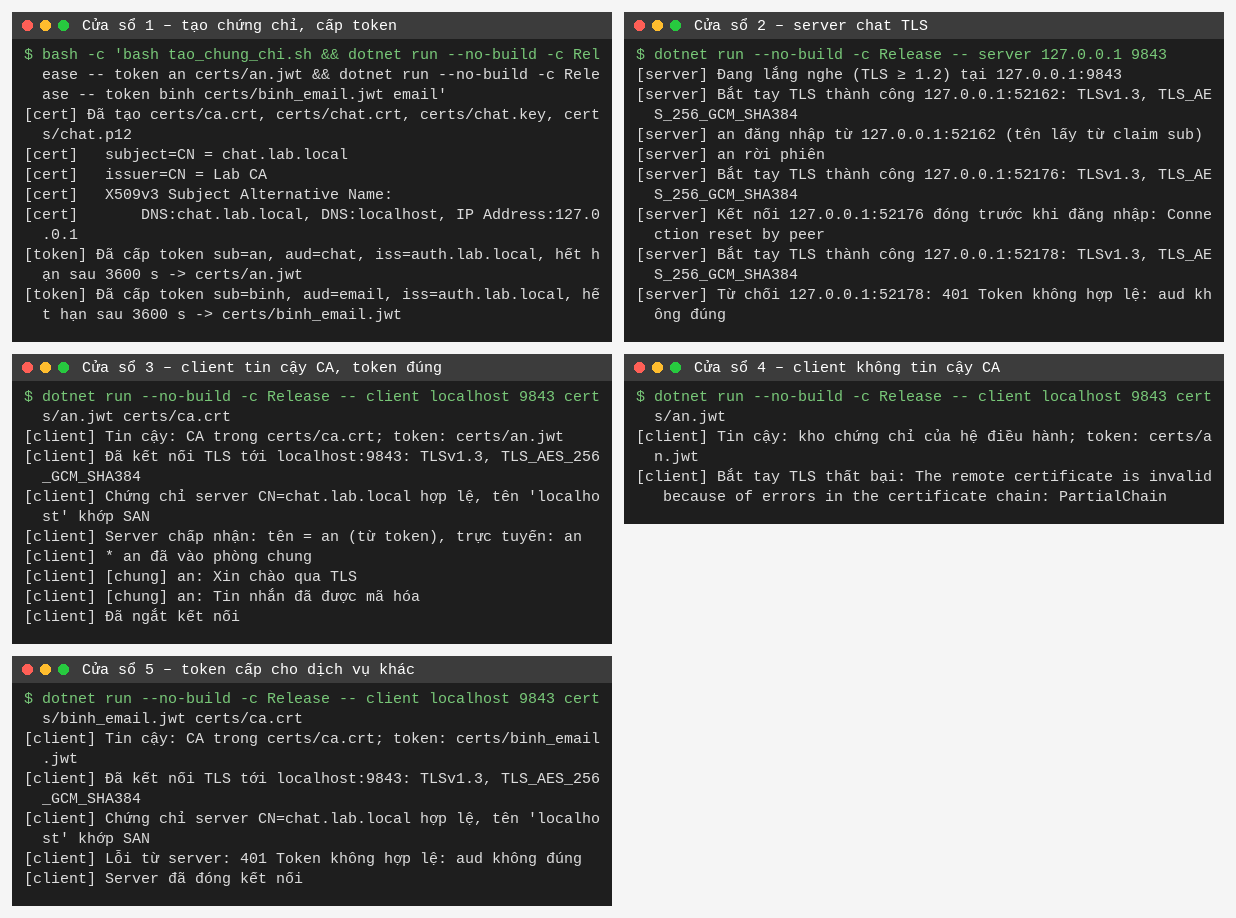 Cửa sổ 1 – tạo chứng chỉ, cấp token
$ bash -c 'bash tao_chung_chi.sh && dotnet run --no-build -c Rel
ease -- token an certs/an.jwt && dotnet run --no-build -c Rele
ase -- token binh certs/binh_email.jwt email'
[cert] Đã tạo certs/ca.crt, certs/chat.crt, certs/chat.key, cert
s/chat.p12
[cert]   subject=CN = chat.lab.local
[cert]   issuer=CN = Lab CA
[cert]   X509v3 Subject Alternative Name:
[cert]       DNS:chat.lab.local, DNS:localhost, IP Address:127.0
.0.1
[token] Đã cấp token sub=an, aud=chat, iss=auth.lab.local, hết h
ạn sau 3600 s -> certs/an.jwt
[token] Đã cấp token sub=binh, aud=email, iss=auth.lab.local, hế
t hạn sau 3600 s -> certs/binh_email.jwt
Cửa sổ 2 – server chat TLS
$ dotnet run --no-build -c Release -- server 127.0.0.1 9843
[server] Đang lắng nghe (TLS ≥ 1.2) tại 127.0.0.1:9843
[server] Bắt tay TLS thành công 127.0.0.1:52162: TLSv1.3, TLS_AE
S_256_GCM_SHA384
[server] an đăng nhập từ 127.0.0.1:52162 (tên lấy từ claim sub)
[server] an rời phiên
[server] Bắt tay TLS thành công 127.0.0.1:52176: TLSv1.3, TLS_AE
S_256_GCM_SHA384
[server] Kết nối 127.0.0.1:52176 đóng trước khi đăng nhập: Conne
ction reset by peer
[server] Bắt tay TLS thành công 127.0.0.1:52178: TLSv1.3, TLS_AE
S_256_GCM_SHA384
[server] Từ chối 127.0.0.1:52178: 401 Token không hợp lệ: aud kh
ông đúng
Cửa sổ 3 – client tin cậy CA, token đúng
$ dotnet run --no-build -c Release -- client localhost 9843 cert
s/an.jwt certs/ca.crt
[client] Tin cậy: CA trong certs/ca.crt; token: certs/an.jwt
[client] Đã kết nối TLS tới localhost:9843: TLSv1.3, TLS_AES_256
_GCM_SHA384
[client] Chứng chỉ server CN=chat.lab.local hợp lệ, tên 'localho
st' khớp SAN
[client] Server chấp nhận: tên = an (từ token), trực tuyến: an
[client] * an đã vào phòng chung
[client] [chung] an: Xin chào qua TLS
[client] [chung] an: Tin nhắn đã được mã hóa
[client] Đã ngắt kết nối
Cửa sổ 4 – client không tin cậy CA
$ dotnet run --no-build -c Release -- client localhost 9843 cert
s/an.jwt
[client] Tin cậy: kho chứng chỉ của hệ điều hành; token: certs/a
n.jwt
[client] Bắt tay TLS thất bại: The remote certificate is invalid
because of errors in the certificate chain: PartialChain
Cửa sổ 5 – token cấp cho dịch vụ khác
$ dotnet run --no-build -c Release -- client localhost 9843 cert
s/binh_email.jwt certs/ca.crt
[client] Tin cậy: CA trong certs/ca.crt; token: certs/binh_email
.jwt
[client] Đã kết nối TLS tới localhost:9843: TLSv1.3, TLS_AES_256
_GCM_SHA384
[client] Chứng chỉ server CN=chat.lab.local hợp lệ, tên 'localho
st' khớp SAN
[client] Lỗi từ server: 401 Token không hợp lệ: aud không đúng
[client] Server đã đóng kết nối